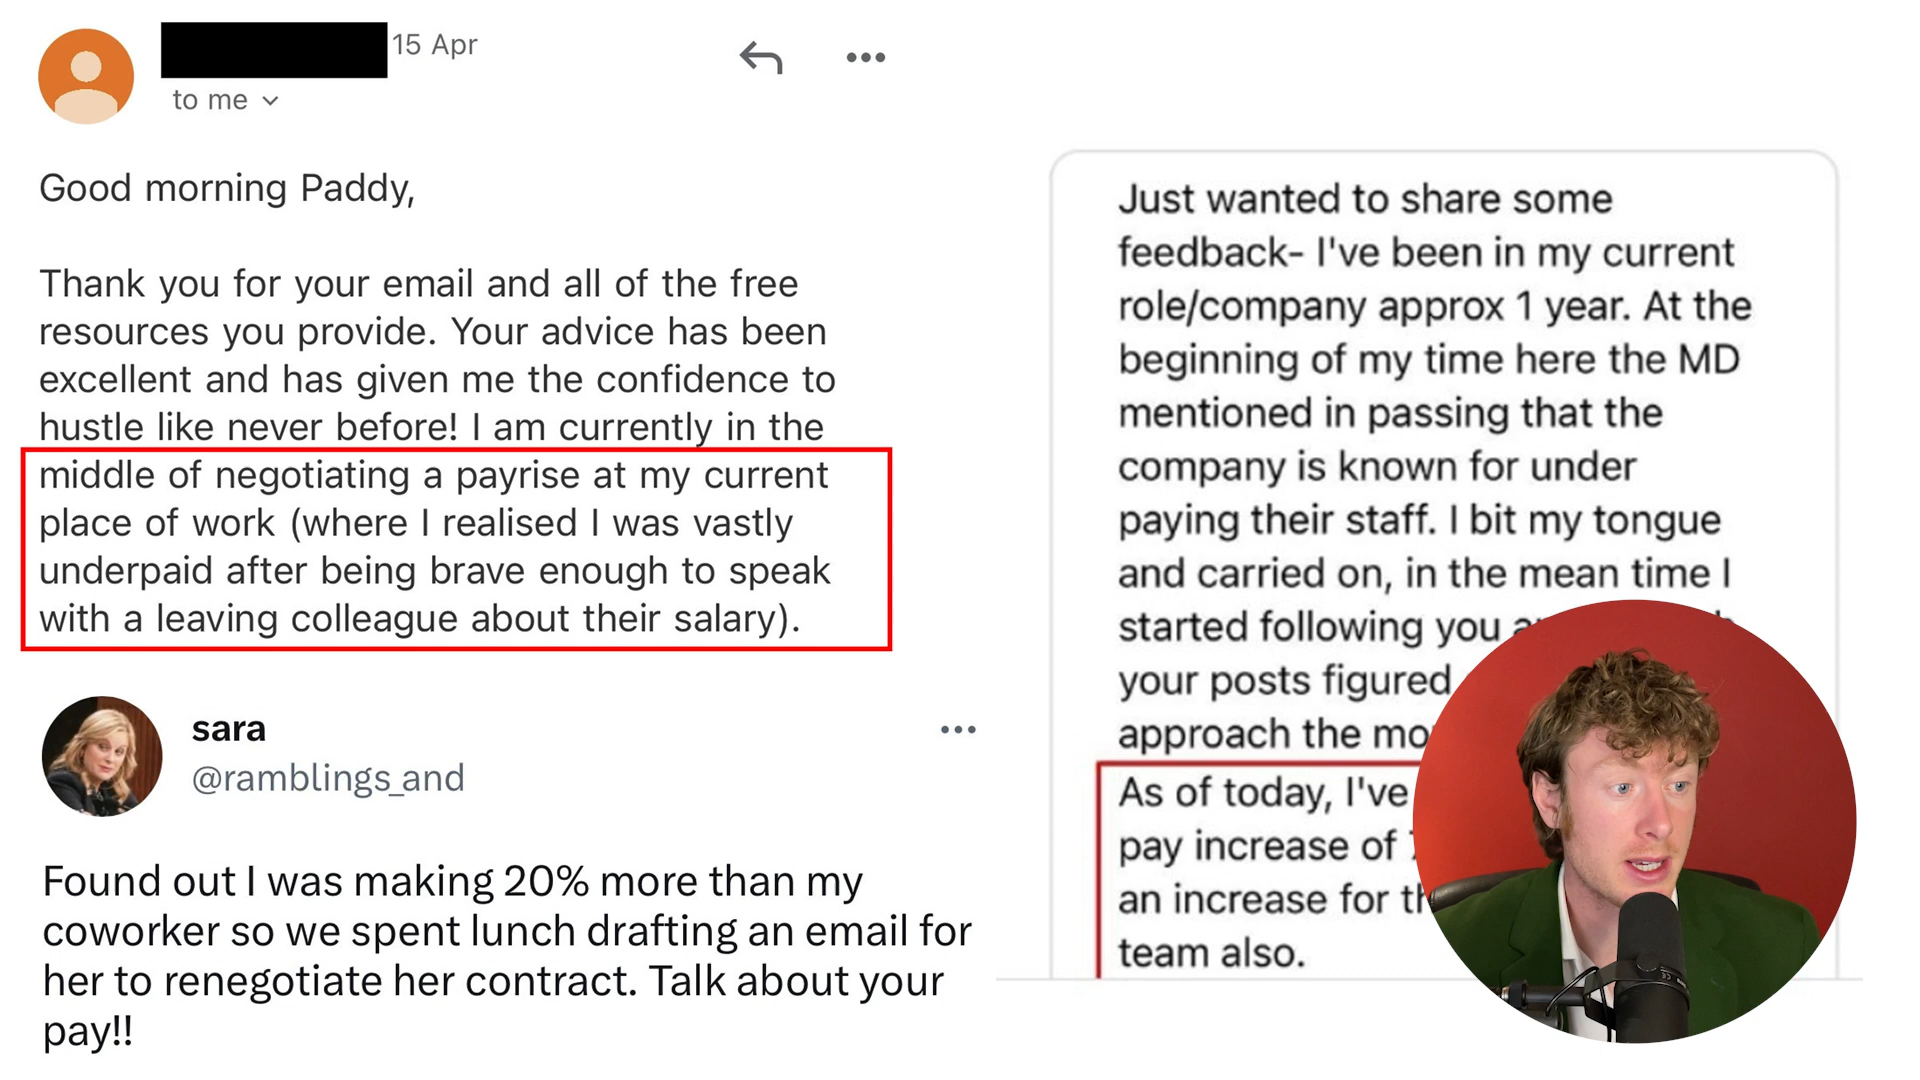 15 Apr
to me
Good morning Paddy,
Thank you for your email and all of the free
resources you provide. Your advice has been
excellent and has given me the confidence to
hustle like never before! I am currently in the
middle of negotiating a payrise at my current
place of work (where I realised I was vastly
underpaid after being brave enough to speak
with a leaving colleague about their salary).
sara
@ramblings_and
Found out I was making 20% more than my
coworker so we spent lunch drafting an email for
her to renegotiate her contract. Talk about your
pay!!
Just wanted to share some
feedback- I've been in my current
role/company approx 1 year. At the
beginning of my time here the MD
mentioned in passing that the
company is known for under
paying their staff. I bit my tongue
and carried on, in the mean time I
started following you
your posts figured
approach the
As of today, I've
pay increase of
an increase for
team also.